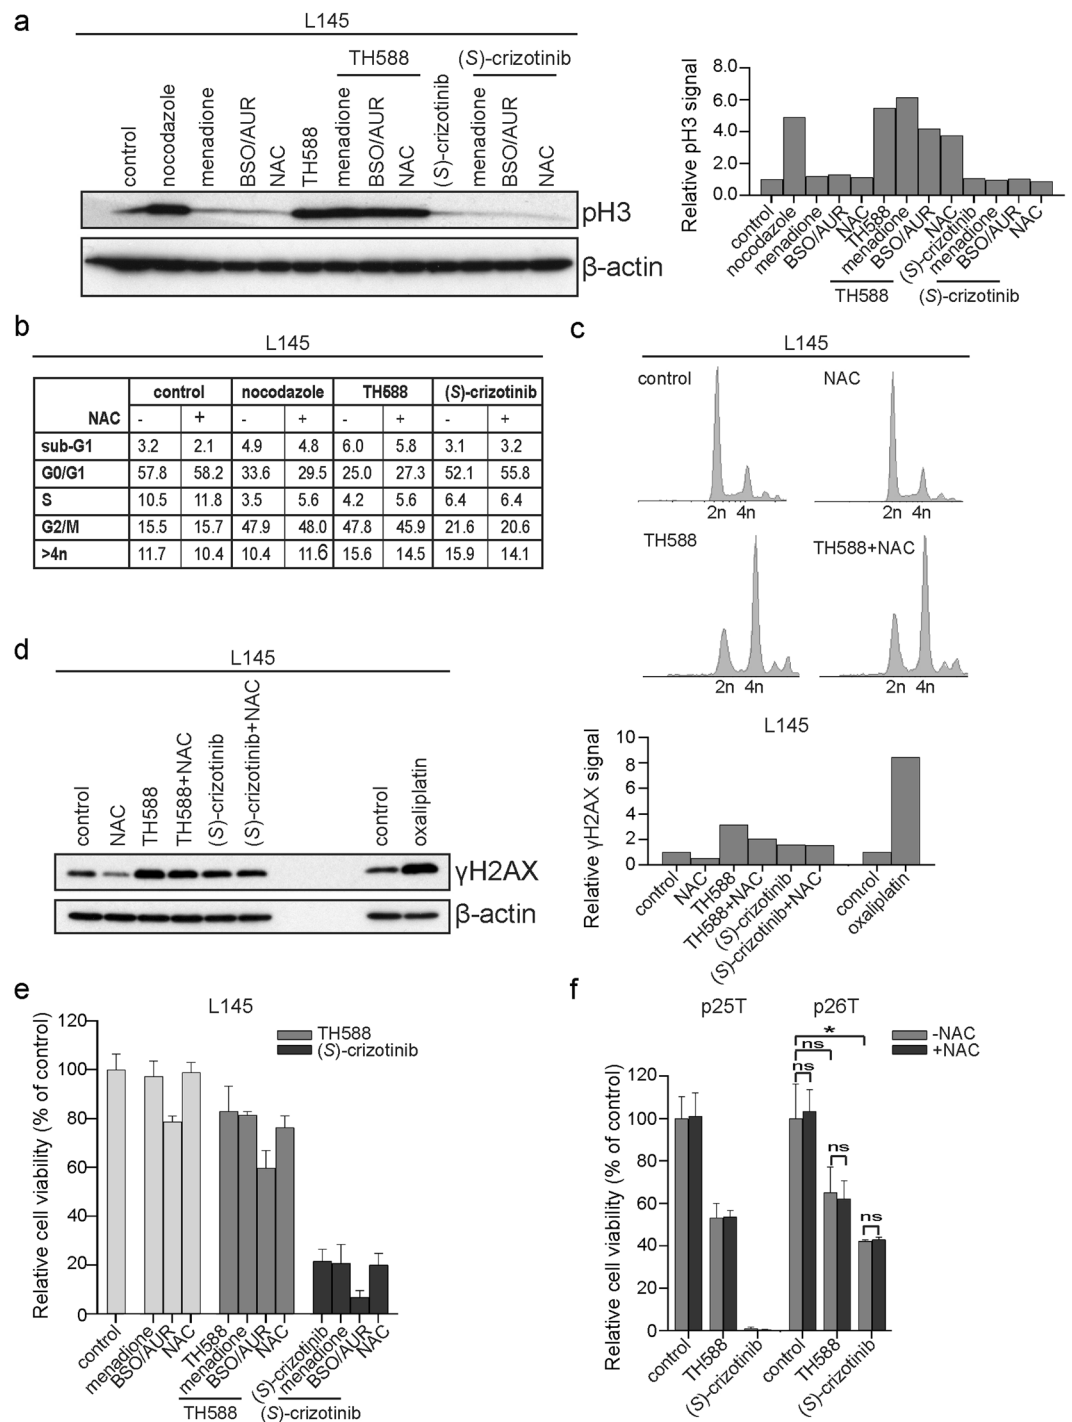 a
L145
TH588
(S)-crizotinib
control
nocodazole
menadione
BSO/AUR
NAC
TH588
menadione
BSO/AUR
NAC
(S)-crizotinib
menadione
BSO/AUR
NAC
pH3
β-actin
Relative pH3 signal
8.0
6.0
4.0
2.0
0.0
control
nocodazole
menadione
BSO/AUR
NAC
TH588
menadione
BSO/AUR
NAC
(S)-crizotinib
menadione
BSO/AUR
NAC
TH588
(S)-crizotinib
b
L145
control nocodazole TH588 (S)-crizotinib
NAC - + - + - + - +
sub-G1 3.2 2.1 4.9 4.8 6.0 5.8 3.1 3.2
G0/G1 57.8 58.2 33.6 29.5 25.0 27.3 52.1 55.8
S 10.5 11.8 3.5 5.6 4.2 5.6 6.4 6.4
G2/M 15.5 15.7 47.9 48.0 47.8 45.9 21.6 20.6
>4n 11.7 10.4 10.4 11.6 15.6 14.5 15.9 14.1
c
L145
control
NAC
2n 4n
2n 4n
TH588
TH588+NAC
2n 4n
2n 4n
d
L145
control
NAC
TH588
TH588+NAC
(S)-crizotinib
(S)-crizotinib+NAC
control
oxaliplatin
γH2AX
β-actin
L145
Relative γH2AX signal
10
8
6
4
2
0
control
NAC
TH588
TH588+NAC
(S)-crizotinib
(S)-crizotinib+NAC
control
oxaliplatin
e
L145
TH588
(S)-crizotinib
Relative cell viability (% of control)
120
100
80
60
40
20
0
control
menadione
BSO/AUR
NAC
TH588
menadione
BSO/AUR
NAC
(S)-crizotinib
menadione
BSO/AUR
NAC
TH588
(S)-crizotinib
f
p25T
p26T
-NAC
+NAC
*
ns
ns
ns
ns
Relative cell viability (% of control)
120
100
80
60
40
20
0
control
TH588
(S)-crizotinib
control
TH588
(S)-crizotinib